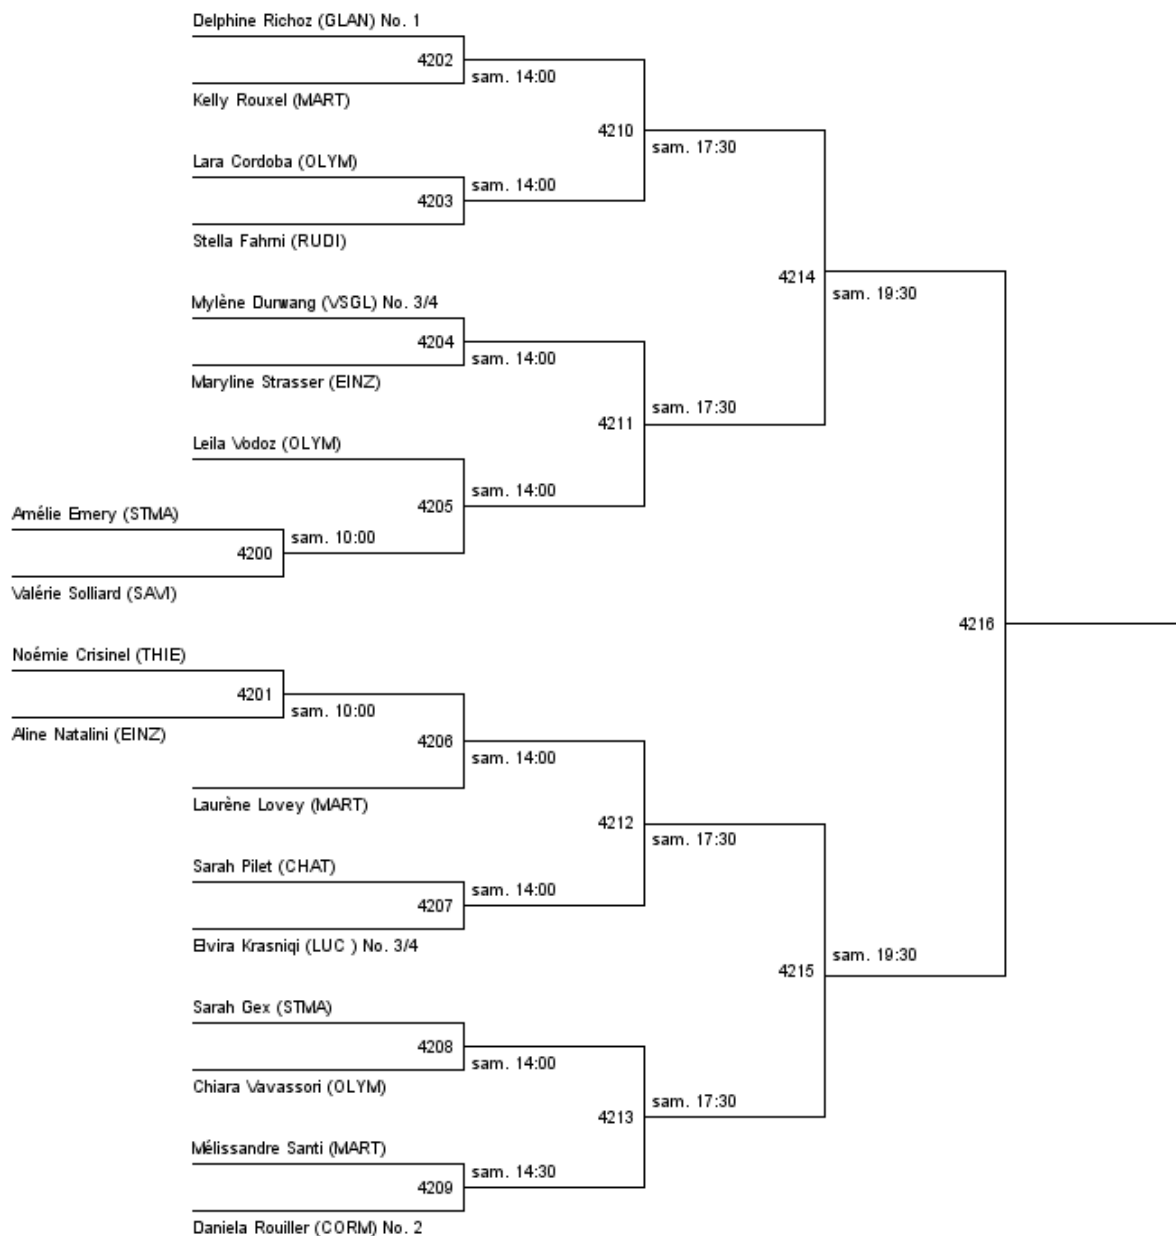 Delphine Richoz (GLAN) No. 1
4202
sam. 14:00
Kelly Rouxel (MART)
4210
sam. 17:30
Lara Cordoba (OLYM)
sam. 14:00
4203
Stella Fahrni (RUDI)
4214
sam. 19:30
Mylène Durwang (VSGL) No. 3/4
4204
sam. 14:00
Maryline Strasser (EINZ)
sam. 17:30
4211
Leila Vodoz (OLYM)
sam. 14:00
4205
Amélie Emery (STMA)
sam. 10:00
4200
Valérie Solliard (SAVI)
4216
Noémie Crisinel (THIE)
4201
sam. 10:00
Aline Natalini (EINZ)
4206
sam. 14:00
Laurène Lovey (MART)
4212
sam. 17:30
Sarah Pilet (CHAT)
sam. 14:00
4207
Elvira Krasniqi (LUC ) No. 3/4
sam. 19:30
4215
Sarah Gex (STMA)
4208
sam. 14:00
Chiara Vavassori (OLYM)
sam. 17:30
4213
Mélissandre Santi (MART)
sam. 14:30
4209
Daniela Rouiller (CORM) No. 2